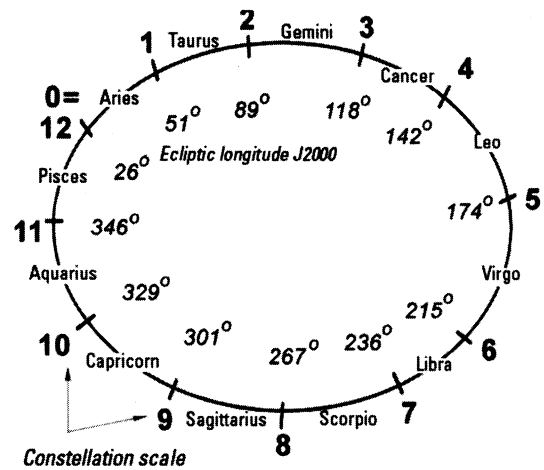 2
Gemini
3
Taurus
1
Cancer
4
0=
12
Aries
51°
89°
118°
142°
Leo
Ecliptic longitude J2000
Pisces
26°
174°
5
11
346°
Aquarius
Virgo
329°
215°
10
301°
267°
236°
6
Capricorn
Libra
9
Sagittarius
8
Scorpio
7
Constellation scale